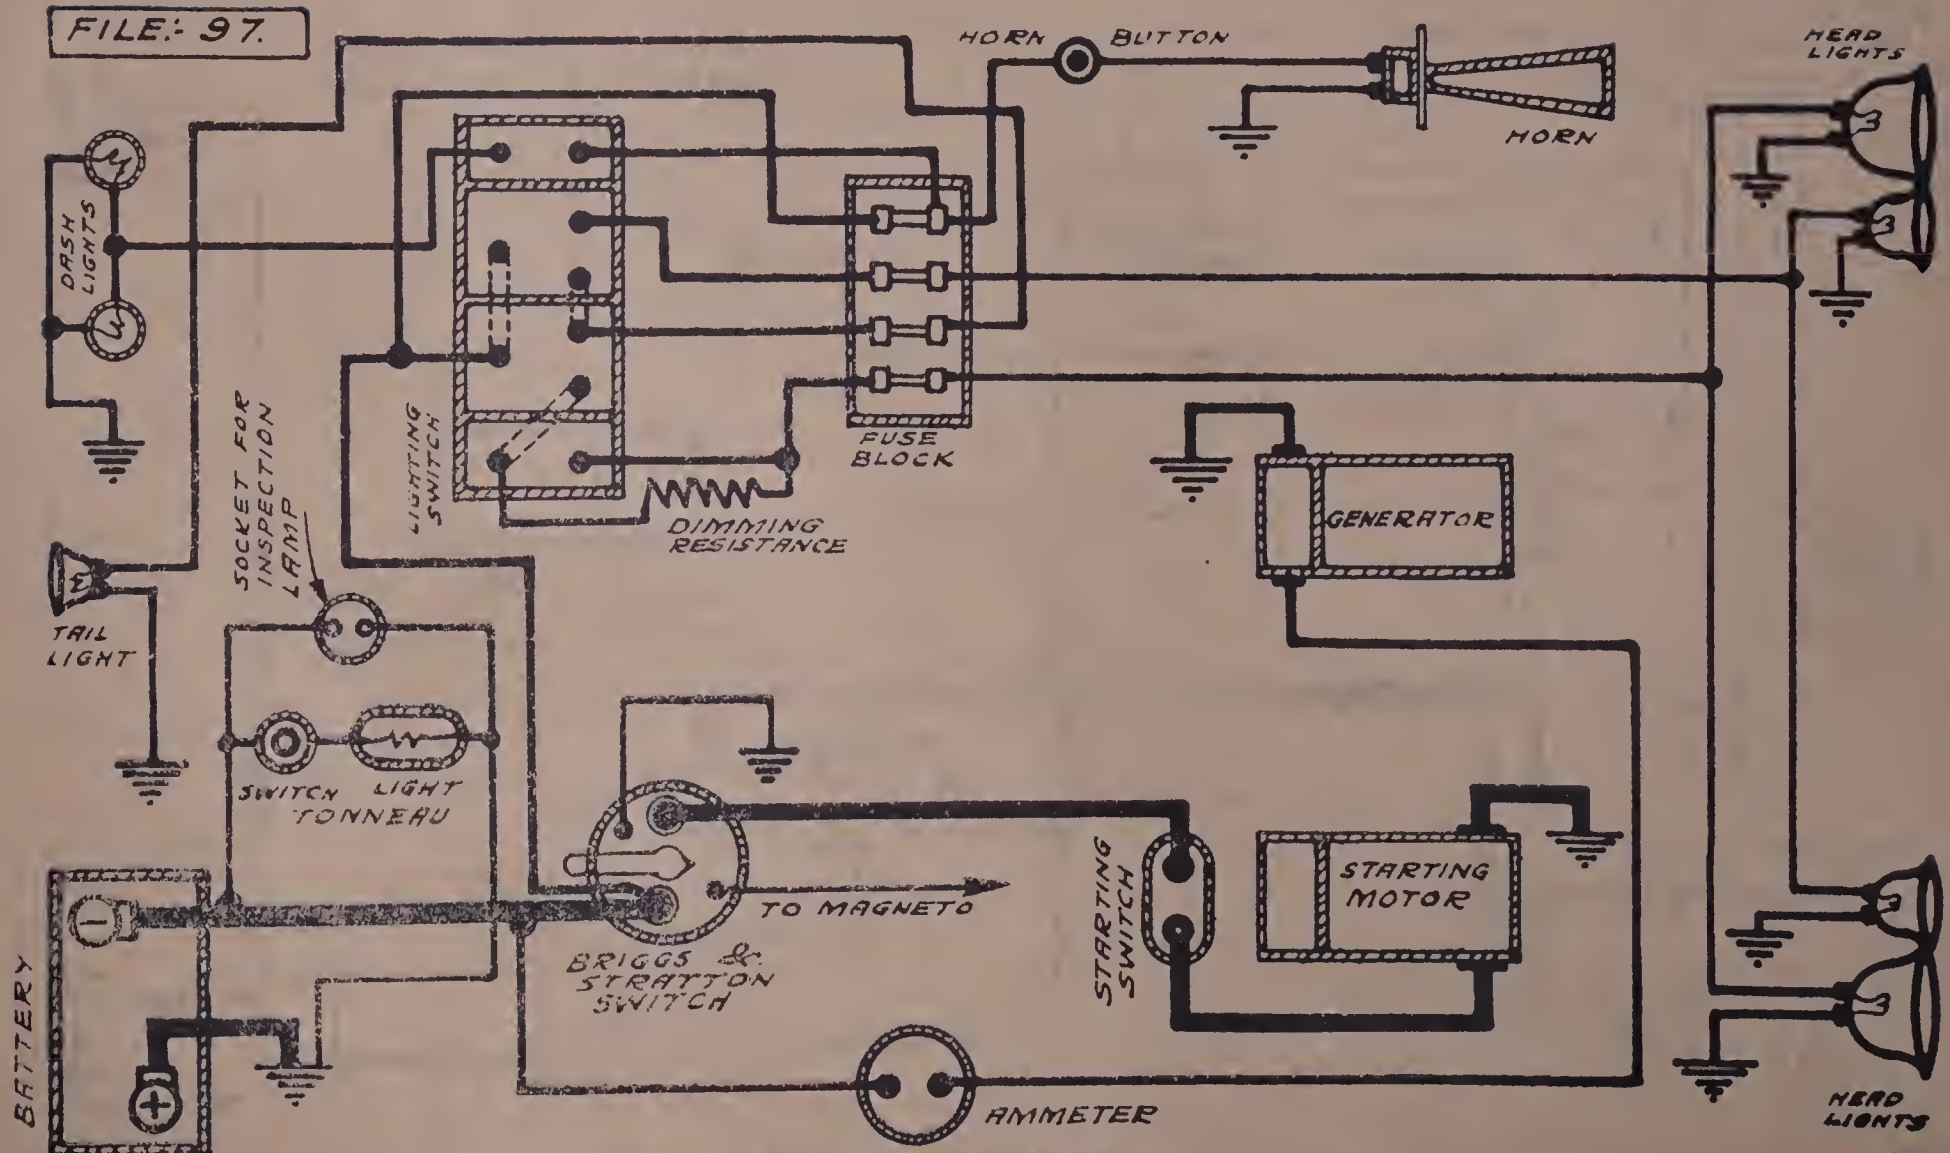 FILE:- 97.
HORN BUTTON
HORN
HEAD
LIGHTS
DASH
LIGHTS
FUSE
BLOCK
LIGHTING
SWITCH
SOCKET FOR
INSPECTION
LAMP
DIMMING
RESISTANCE
GENERATOR
TAIL
LIGHT
SWITCH LIGHT
TONNEAU
BATTERY
−
+
BRIGGS &
STRATTON
SWITCH
TO MAGNETO
STARTING
SWITCH
STARTING
MOTOR
AMMETER
HEAD
LIGHTS